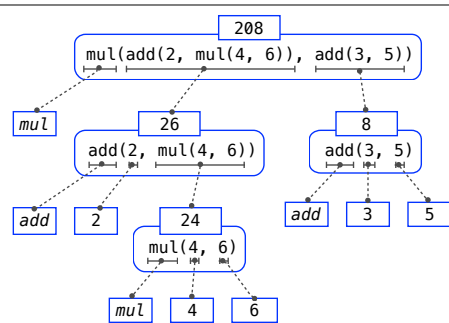 208
mul(add(2, mul(4, 6)), add(3, 5))
mul
26
8
add(2, mul(4, 6))
add(3, 5)
add
2
24
add
3
5
mul(4, 6)
mul
4
6